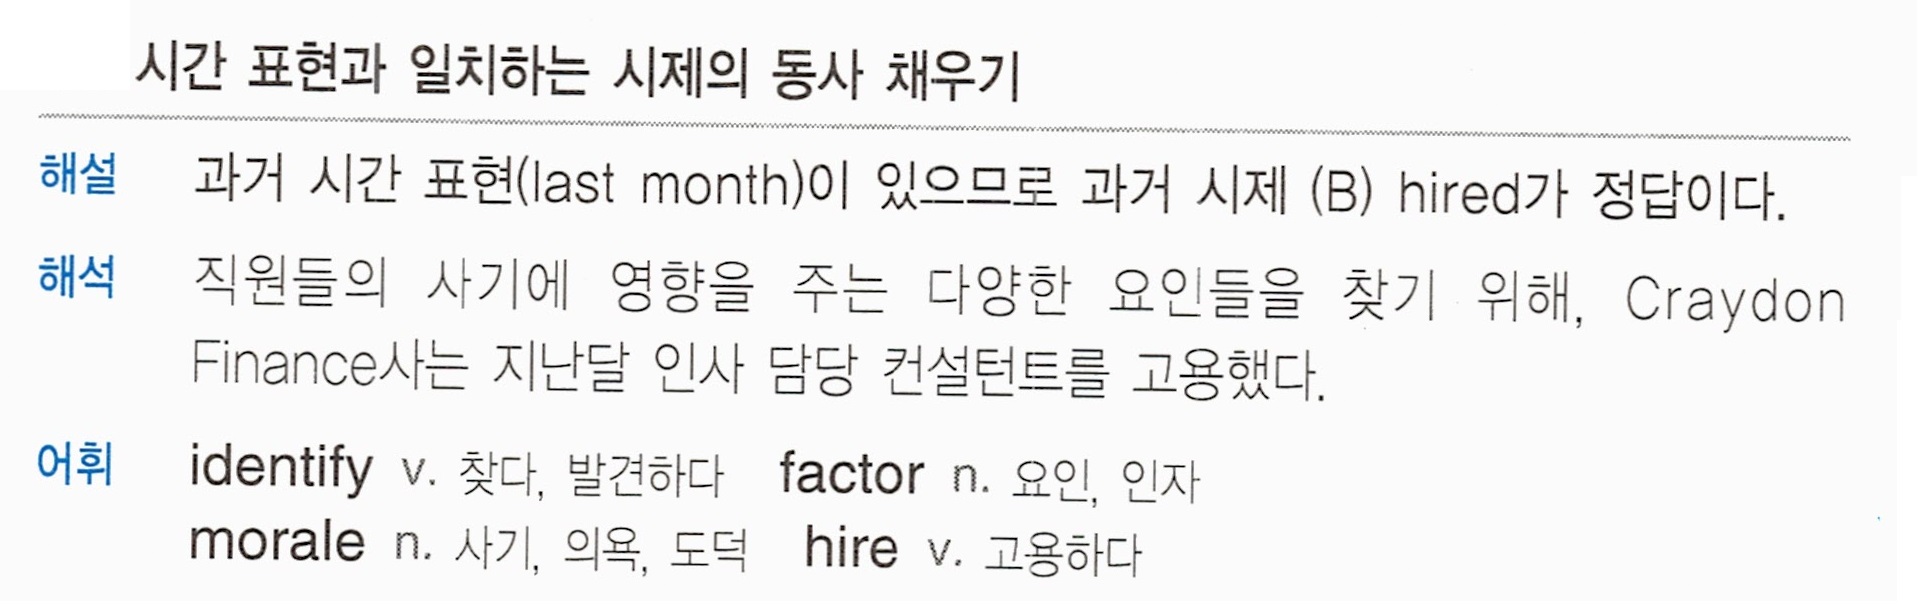 시간 표현과 일치하는 시제의 동사 채우기
해설 과거 시간 표현(last month)이 있으므로 과거 시제 (B) hired가 정답이다.
해석 직원들의 사기에 영향을 주는 다양한 요인들을 찾기 위해, Craydon
Finance사는 지난달 인사 담당 컨설턴트를 고용했다.
어휘 identify v. 찾다, 발견하다 factor n. 요인, 인자
morale n. 사기, 의욕, 도덕 hire v. 고용하다